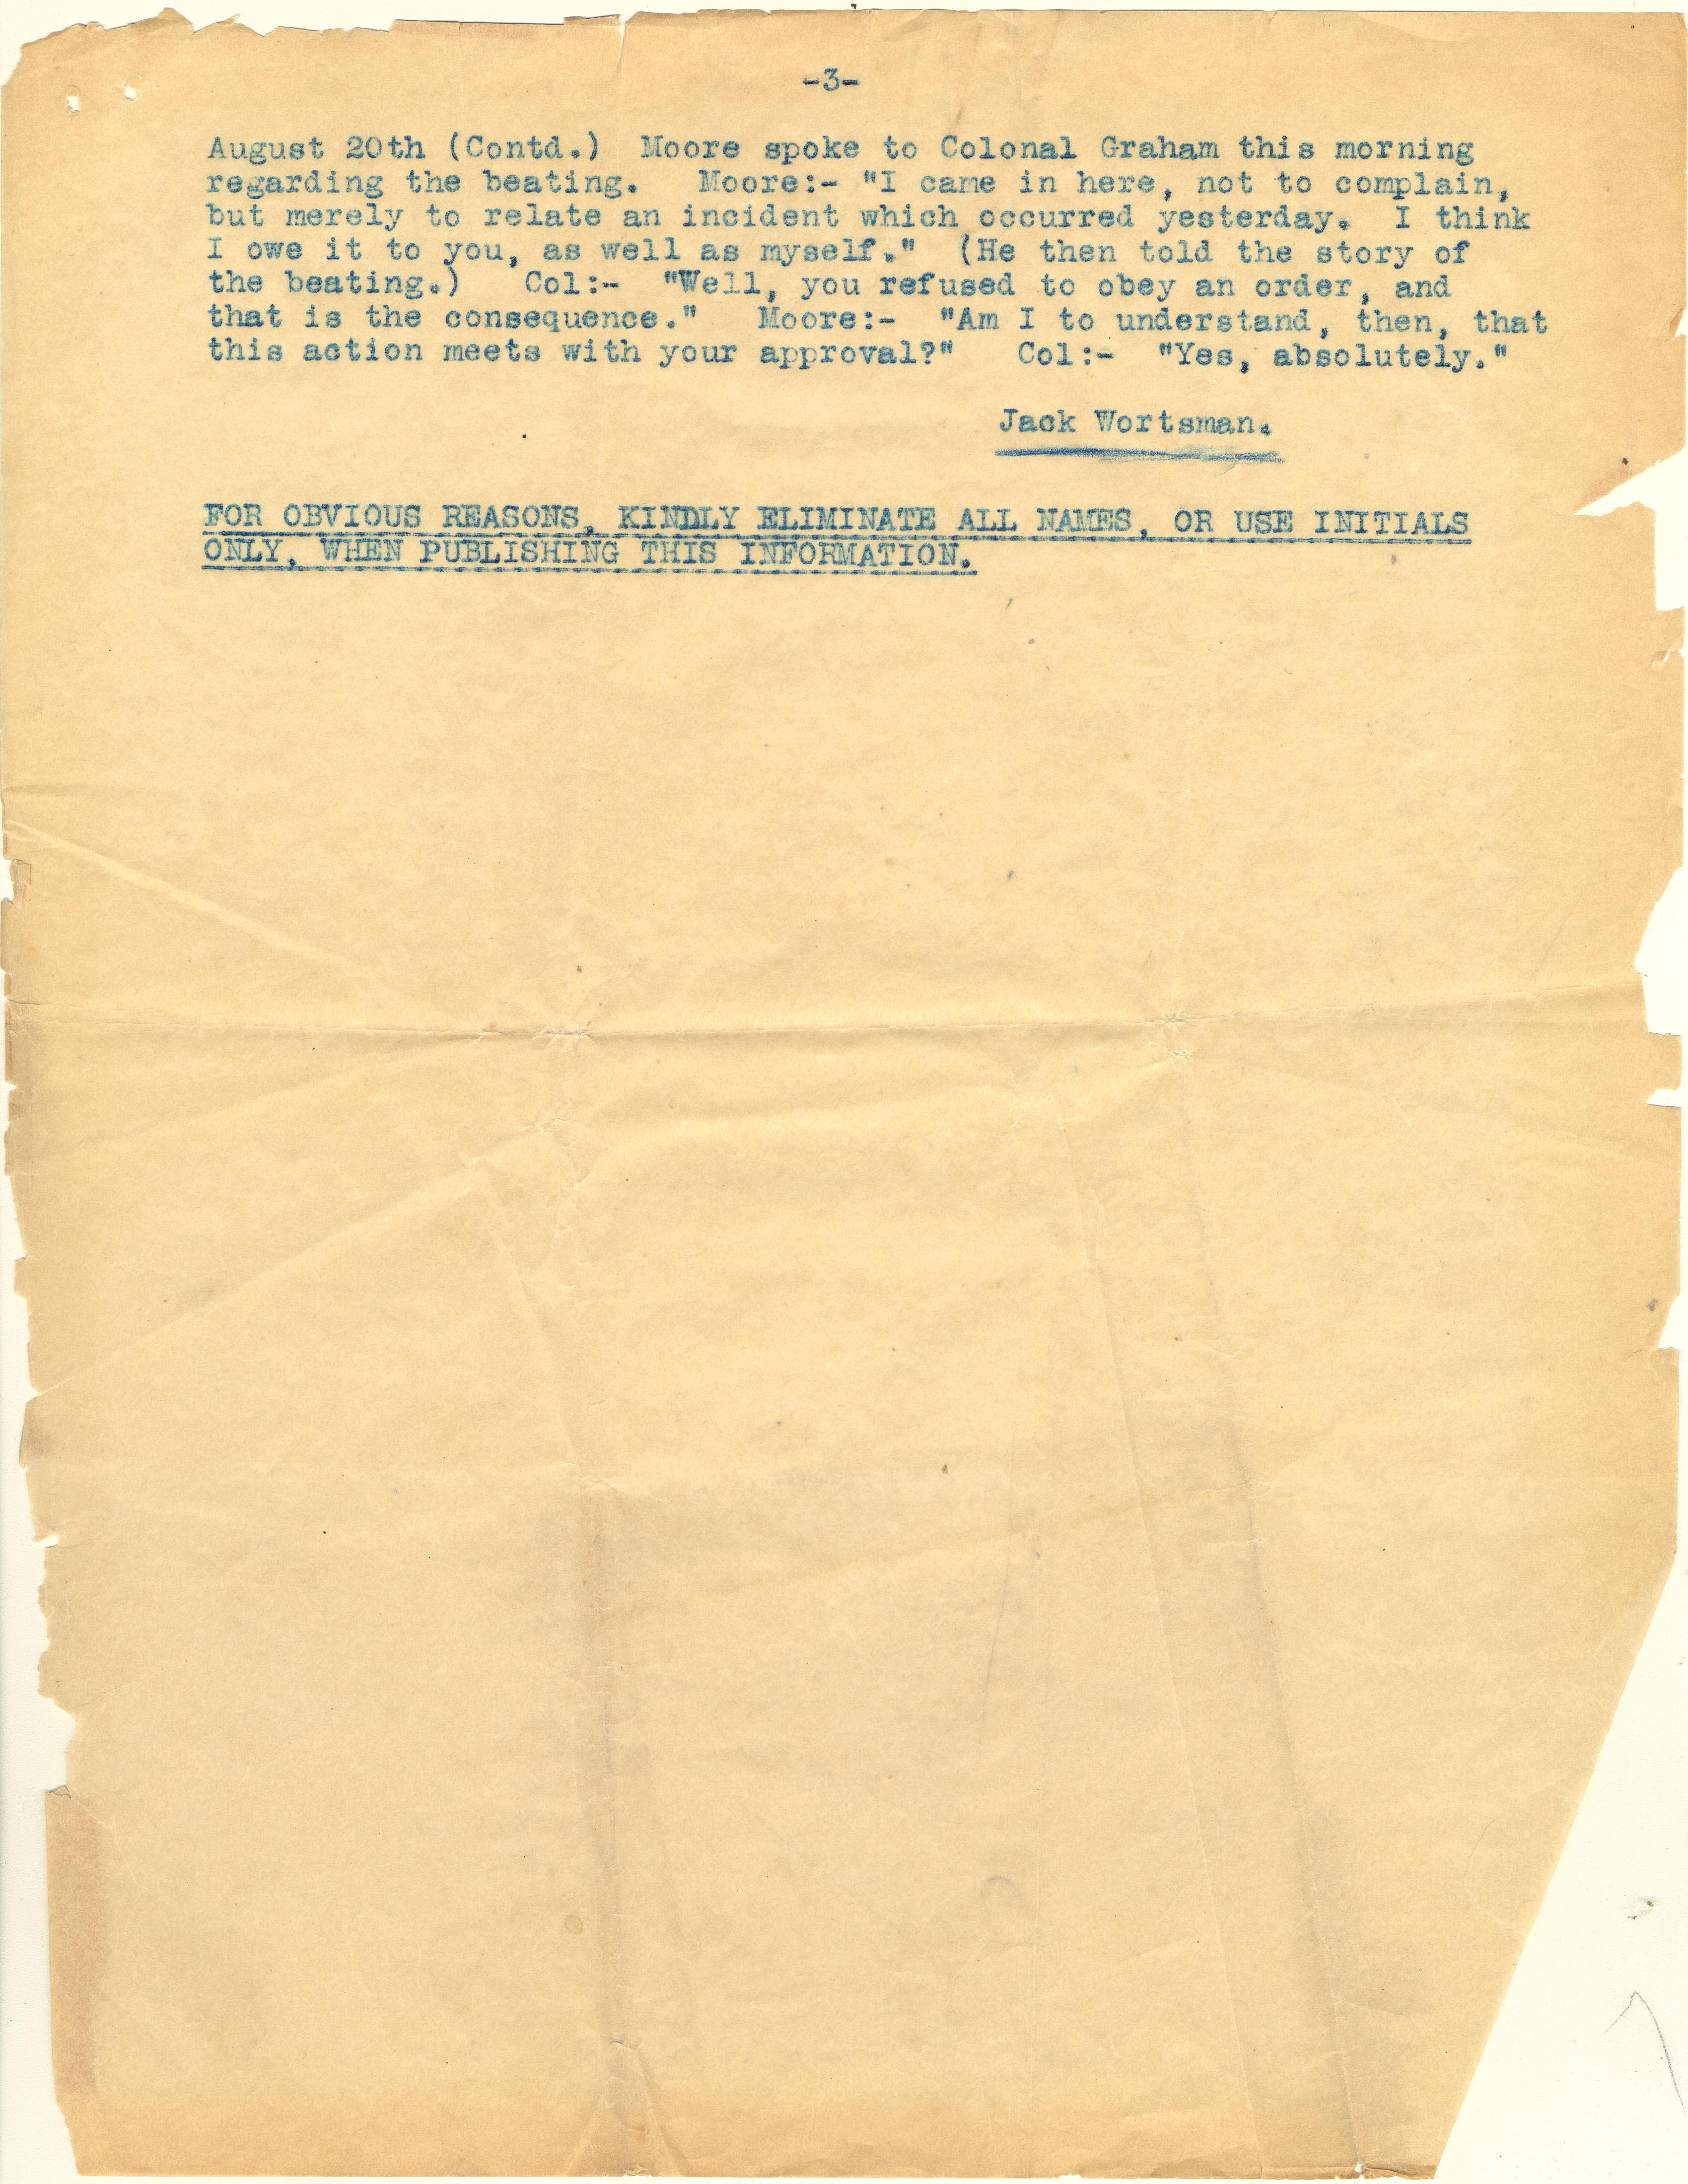 -3-
August 20th (Contd.)  Moore spoke to Colonal Graham this morning
regarding the beating.   Moore:- "I came in here, not to complain,
but merely to relate an incident which occurred yesterday.  I think
I owe it to you, as well as myself."  (He then told the story of
the beating.)   Col:-  "Well, you refused to obey an order, and
that is the consequence."   Moore:-  "Am I to understand, then, that
this action meets with your approval?"   Col:-  "Yes, absolutely."
Jack Wortsman.
FOR OBVIOUS REASONS, KINDLY ELIMINATE ALL NAMES, OR USE INITIALS
ONLY, WHEN PUBLISHING THIS INFORMATION.